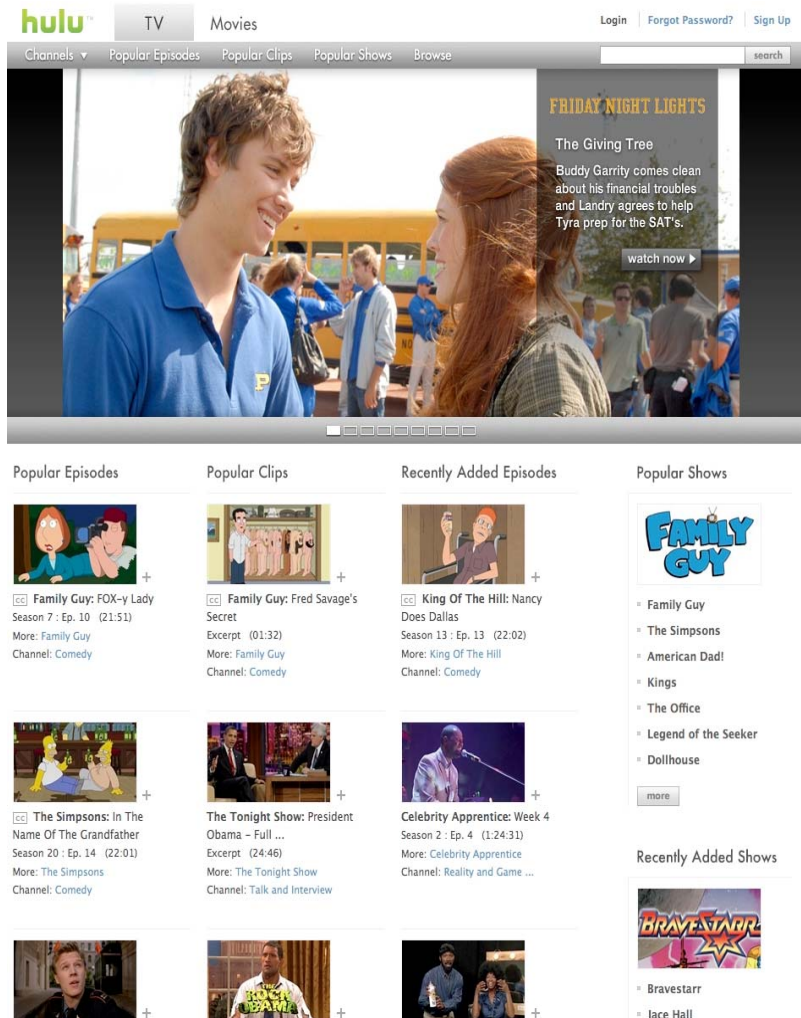 hulu™
TV
Movies
Login
Forgot Password?
Sign Up
Channels ▾
Popular Episodes
Popular Clips
Popular Shows
Browse
search
FRIDAY NIGHT LIGHTS
The Giving Tree
Buddy Garrity comes clean
about his financial troubles
and Landry agrees to help
Tyra prep for the SAT's.
watch now
P
NO
Popular Episodes
cc Family Guy: FOX-y Lady
Season 7 : Ep. 10 (21:51)
More: Family Guy
Channel: Comedy
cc The Simpsons: In The
Name Of The Grandfather
Season 20 : Ep. 14 (22:01)
More: The Simpsons
Channel: Comedy
Popular Clips
cc Family Guy: Fred Savage's
Secret
Excerpt (01:32)
More: Family Guy
Channel: Comedy
The Tonight Show: President
Obama - Full ...
Excerpt (24:46)
More: The Tonight Show
Channel: Talk and Interview
THE
ROCK
OBAMA
Recently Added Episodes
cc King Of The Hill: Nancy
Does Dallas
Season 13 : Ep. 13 (22:02)
More: King Of The Hill
Channel: Comedy
Celebrity Apprentice: Week 4
Season 2 : Ep. 4 (1:24:31)
More: Celebrity Apprentice
Channel: Reality and Game ...
Popular Shows
FAMILY
GUY
Family Guy
The Simpsons
American Dad!
Kings
The Office
Legend of the Seeker
Dollhouse
more
Recently Added Shows
BRAVESTARR
Bravestarr
Jace Hall